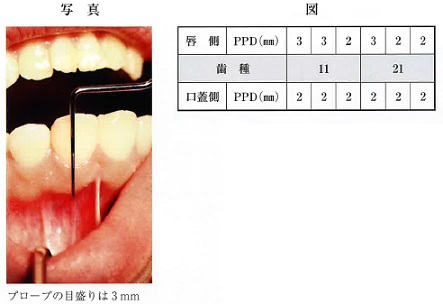 写真
図
唇側 PPD(mm) 3 3 2 3 2 2
歯種 11 21
口蓋側 PPD(mm) 2 2 2 2 2 2
プローブの目盛りは3mm